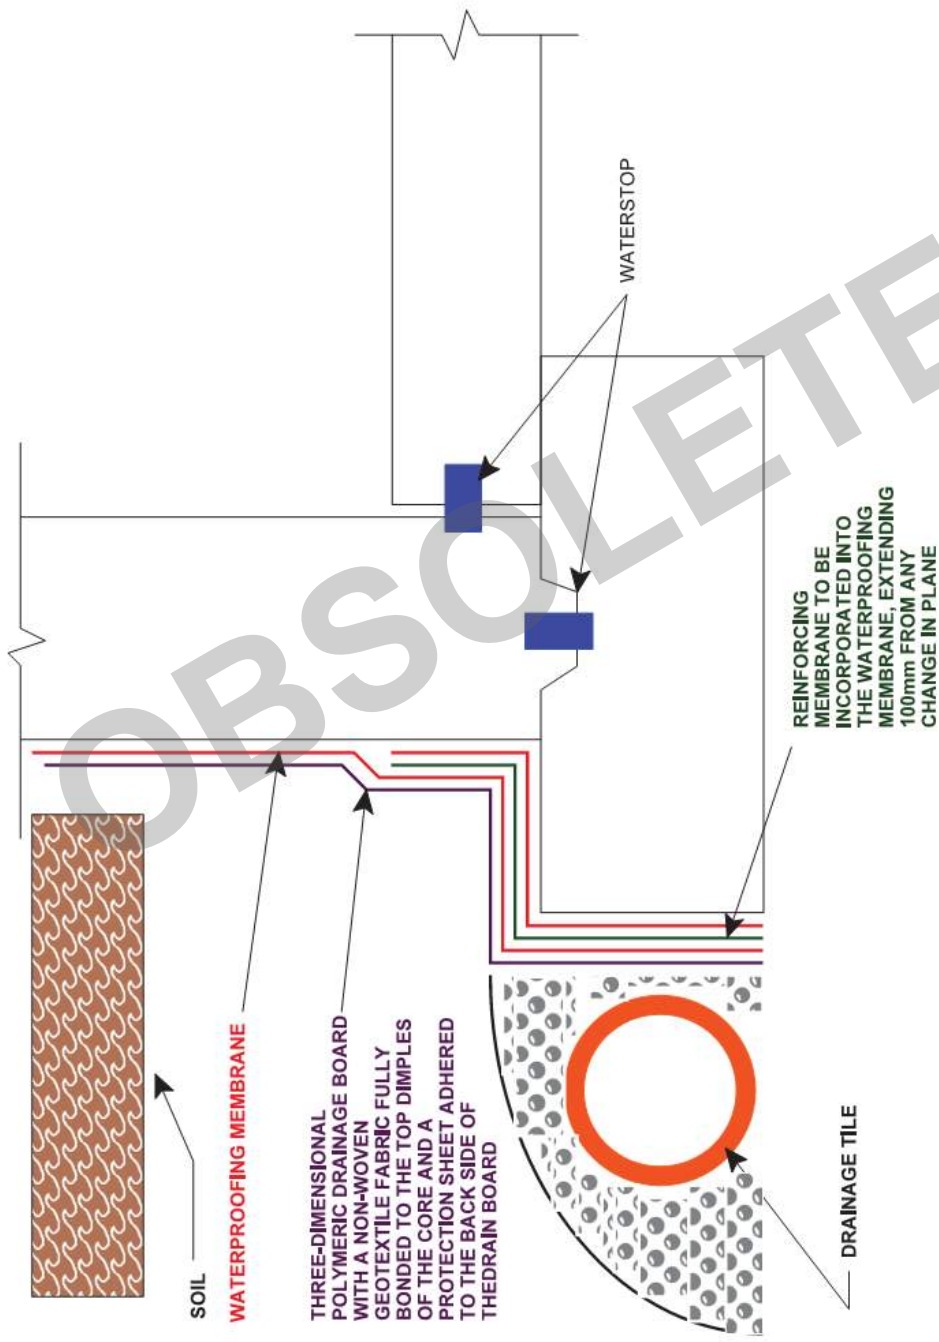 SOIL
WATERPROOFING MEMBRANE
THREE-DIMENSIONAL
POLYMERIC DRAINAGE BOARD
WITH A NON-WOVEN
GEOTEXTILE FABRIC FULLY
BONDED TO THE TOP DIMPLES
OF THE CORE AND A
PROTECTION SHEET ADHERED
TO THE BACK SIDE OF
THEDRAIN BOARD
DRAINAGE TILE
WATERSTOP
REINFORCING
MEMBRANE TO BE
INCORPORATED INTO
THE WATERPROOFING
MEMBRANE, EXTENDING
100mm FROM ANY
CHANGE IN PLANE
OBSOLETE